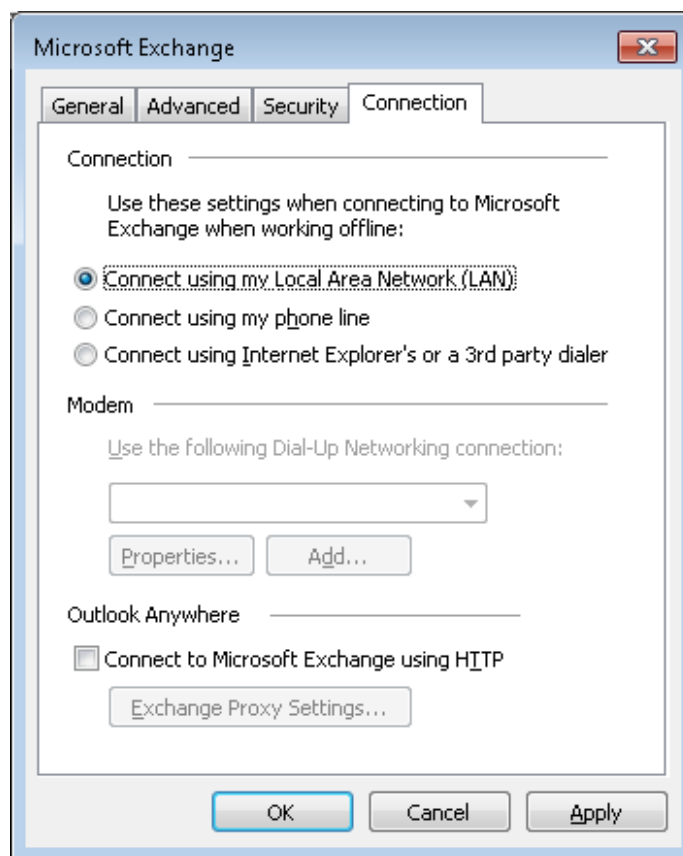 Microsoft Exchange
General Advanced Security Connection
Connection
Use these settings when connecting to Microsoft
Exchange when working offline:
Connect using my Local Area Network (LAN)
Connect using my phone line
Connect using Internet Explorer's or a 3rd party dialer
Modem
Use the following Dial-Up Networking connection:
Properties... Add...
Outlook Anywhere
Connect to Microsoft Exchange using HTTP
Exchange Proxy Settings...
OK Cancel Apply